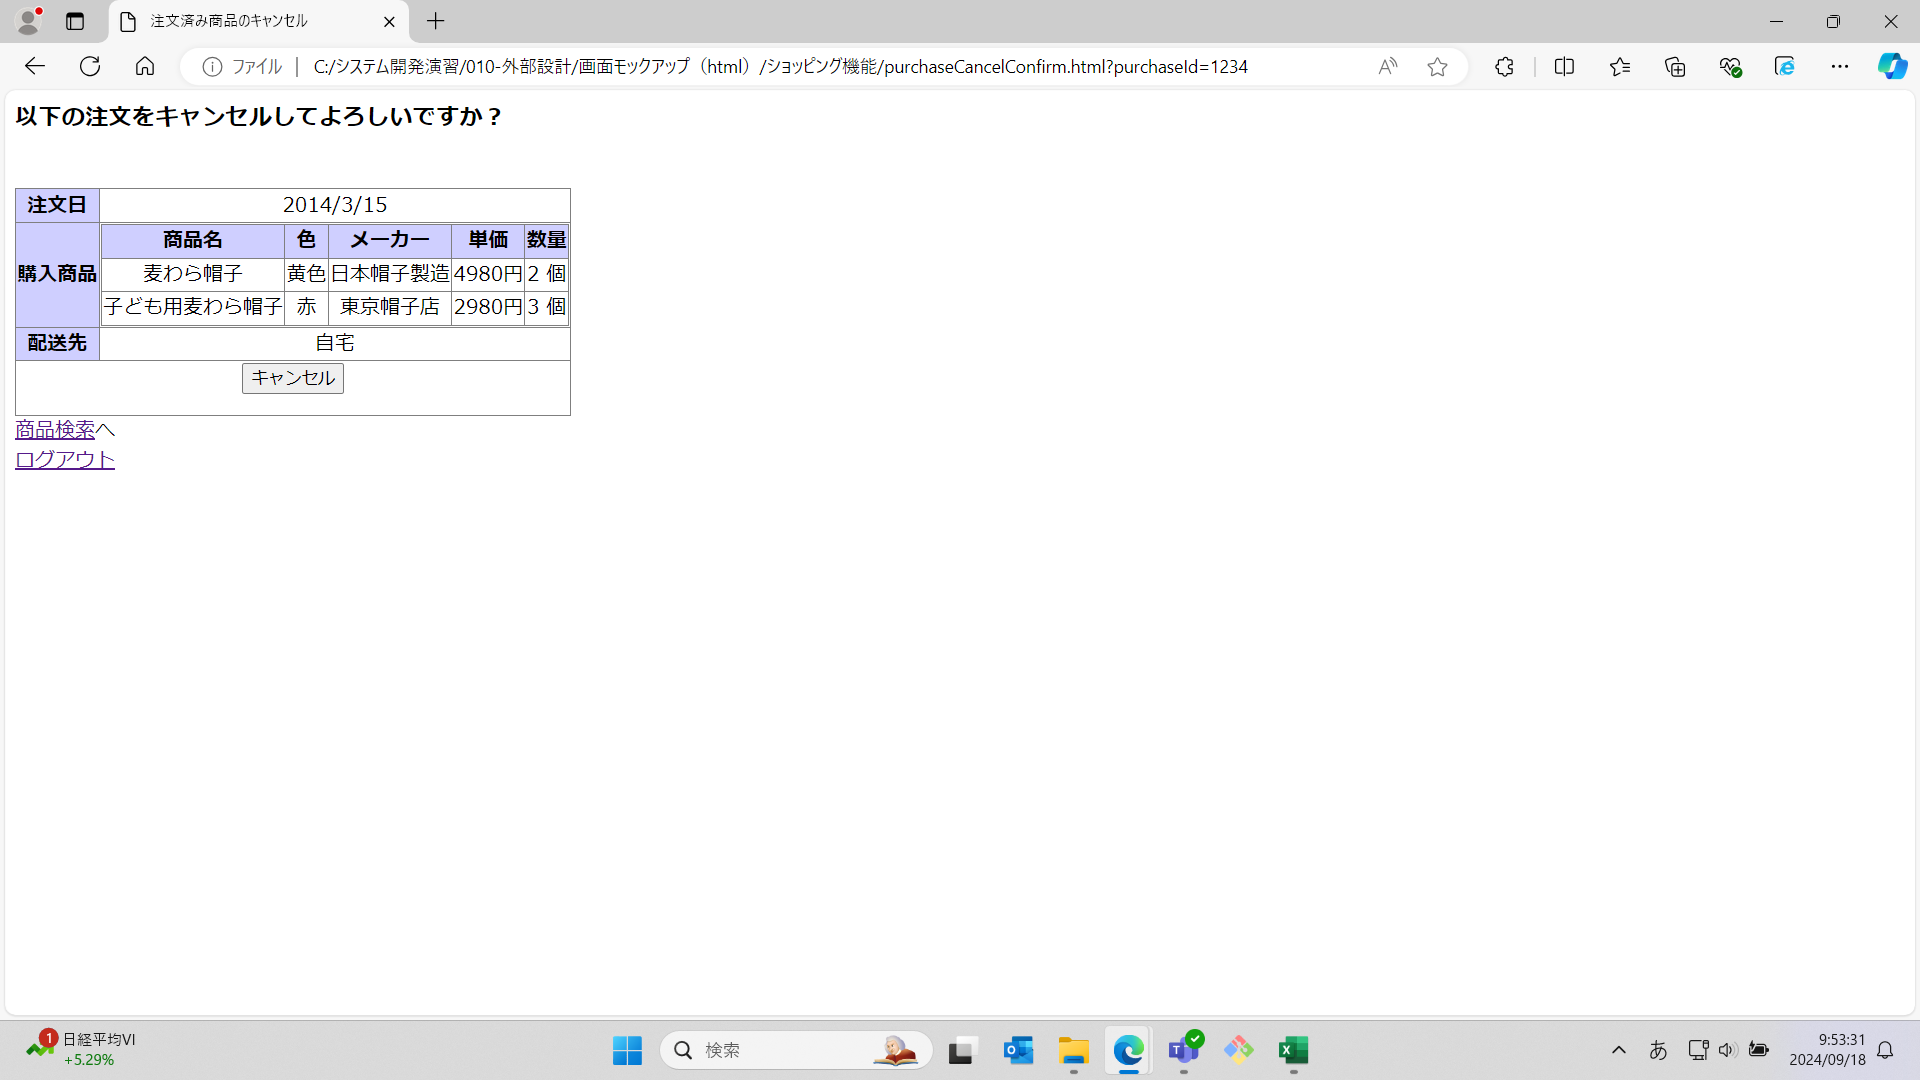 注文済み商品のキャンセル
ファイル | C:/システム開発演習/010-外部設計/画面モックアップ（html）/ショッピング機能/purchaseCancelConfirm.html?purchaseId=1234
以下の注文をキャンセルしてよろしいですか？
注文日 2014/3/15
購入商品
商品名 色 メーカー 単価 数量
麦わら帽子 黄色 日本帽子製造 4980円 2 個
子ども用麦わら帽子 赤 東京帽子店 2980円 3 個
配送先 自宅
キャンセル
商品検索へ
ログアウト
1 日経平均VI
+5.29%
検索
あ
9:53:31
2024/09/18